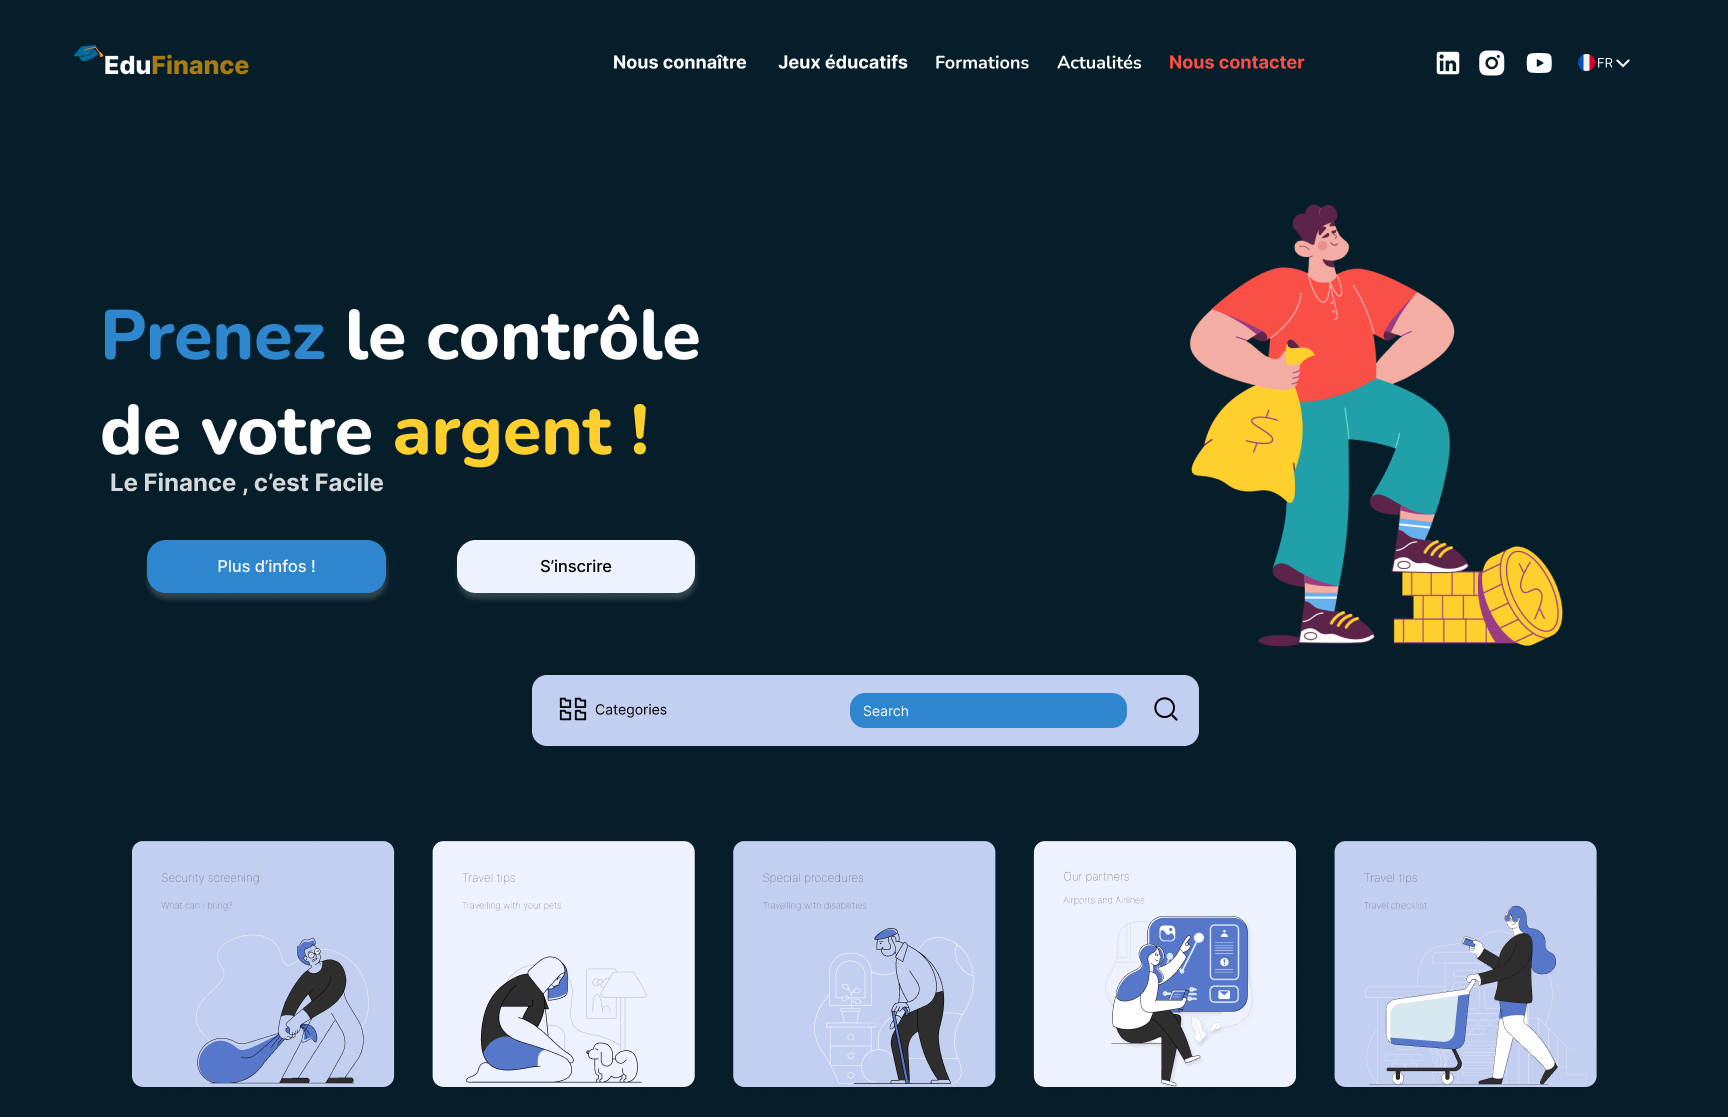 EduFinance
Nous connaître
Jeux éducatifs
Formations
Actualités
Nous contacter
FR
Prenez le contrôle
de votre argent !
Le Finance , c’est Facile
Plus d’infos !
S’inscrire
Categories
Search
Security screening
What can I bring?
Travel tips
Travelling with your pets
Special procedures
Travelling with disabilities
Our partners
Airports and Airlines
Travel tips
Travel checklist